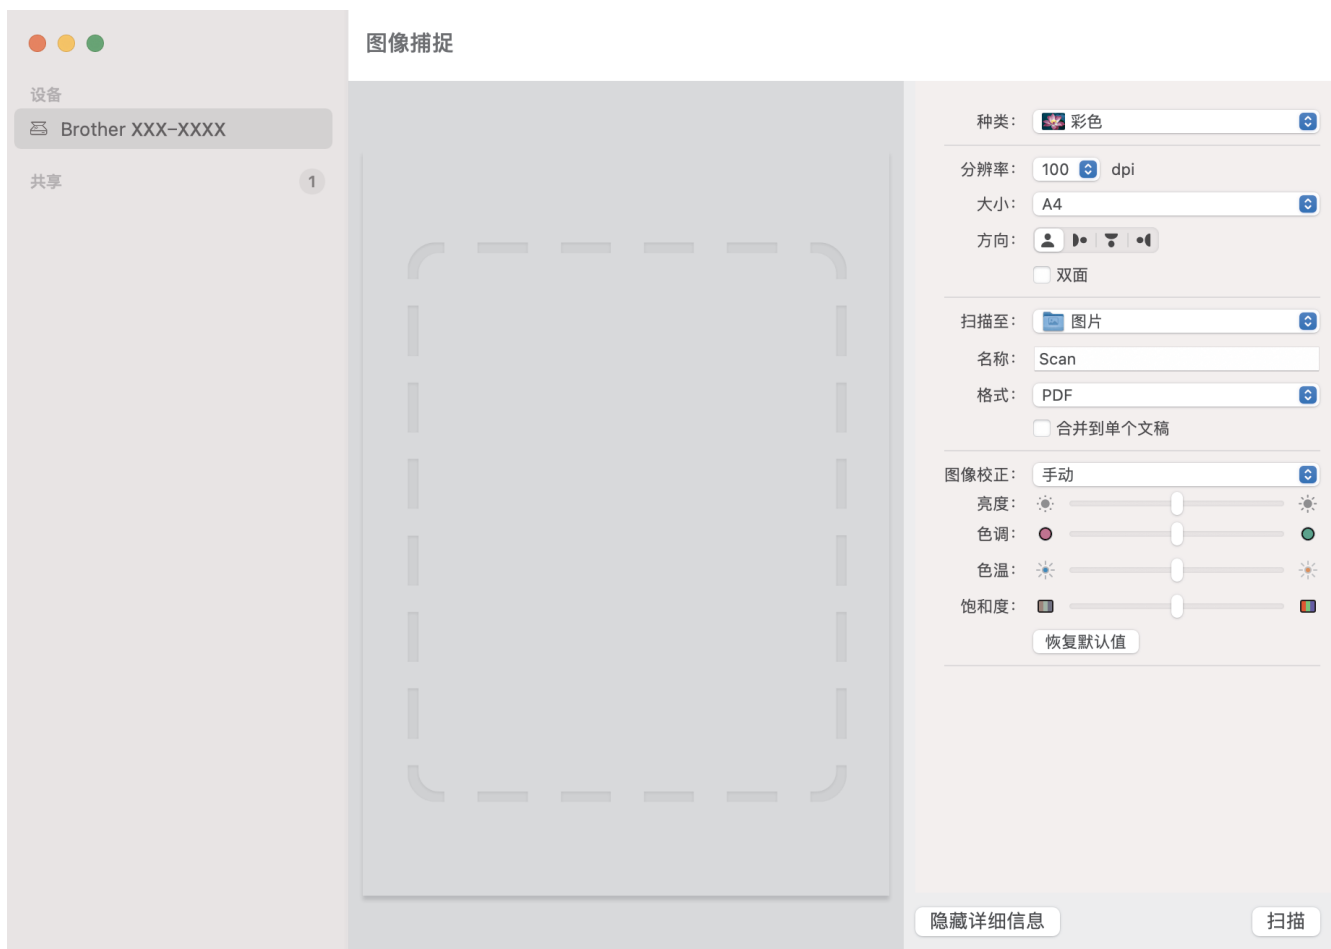 图像捕捉
设备
Brother XXX-XXXX
共享 1
种类： 彩色
分辨率： 100 dpi
大小： A4
方向：
双面
扫描至： 图片
名称： Scan
格式： PDF
合并到单个文稿
图像校正： 手动
亮度：
色调：
色温：
饱和度：
恢复默认值
隐藏详细信息 扫描